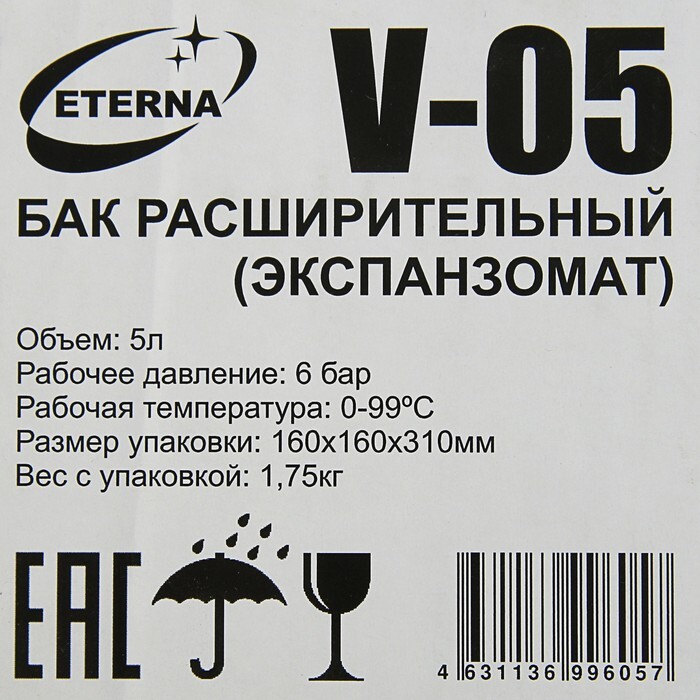 ETERNA
V-05
БАК РАСШИРИТЕЛЬНЫЙ
(ЭКСПАНЗОМАТ)
Объем: 5л
Рабочее давление: 6 бар
Рабочая температура: 0-99ºС
Размер упаковки: 160х160х310мм
Вес с упаковкой: 1,75кг
ЕАС
4 631136 996057